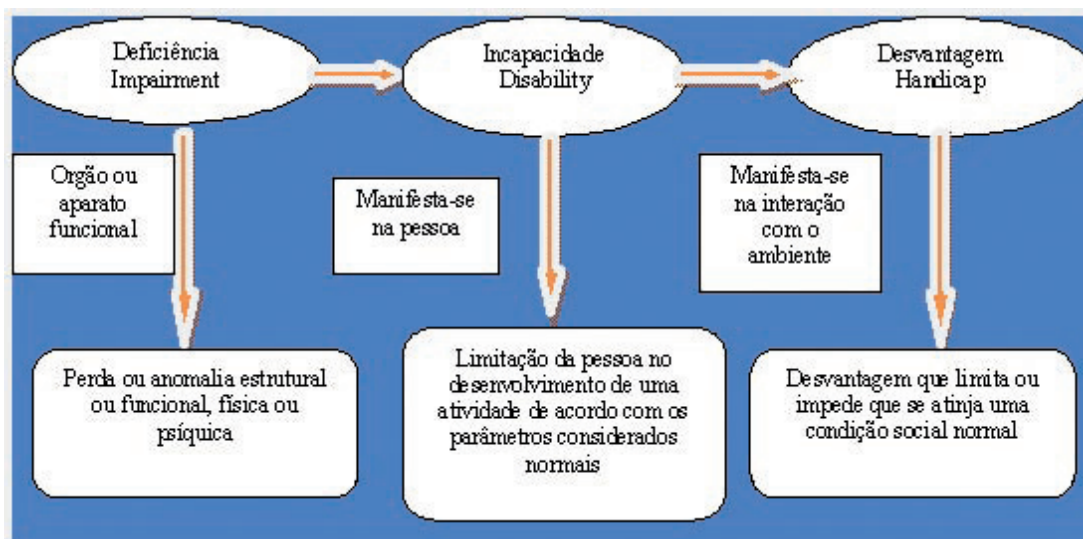 Deficiência
Impairment
Incapacidade
Disability
Desvantagem
Handicap
Orgão ou
aparato
funcional
Manifesta-se
na pessoa
Manifesta-se
na interação
com o
ambiente
Perda ou anomalia estrutural
ou funcional, física ou
psíquica
Limitação da pessoa no
desenvolvimento de uma
atividade de acordo com os
parâmetros considerados
normais
Desvantagem que limita ou
impede que se atinja uma
condição social normal